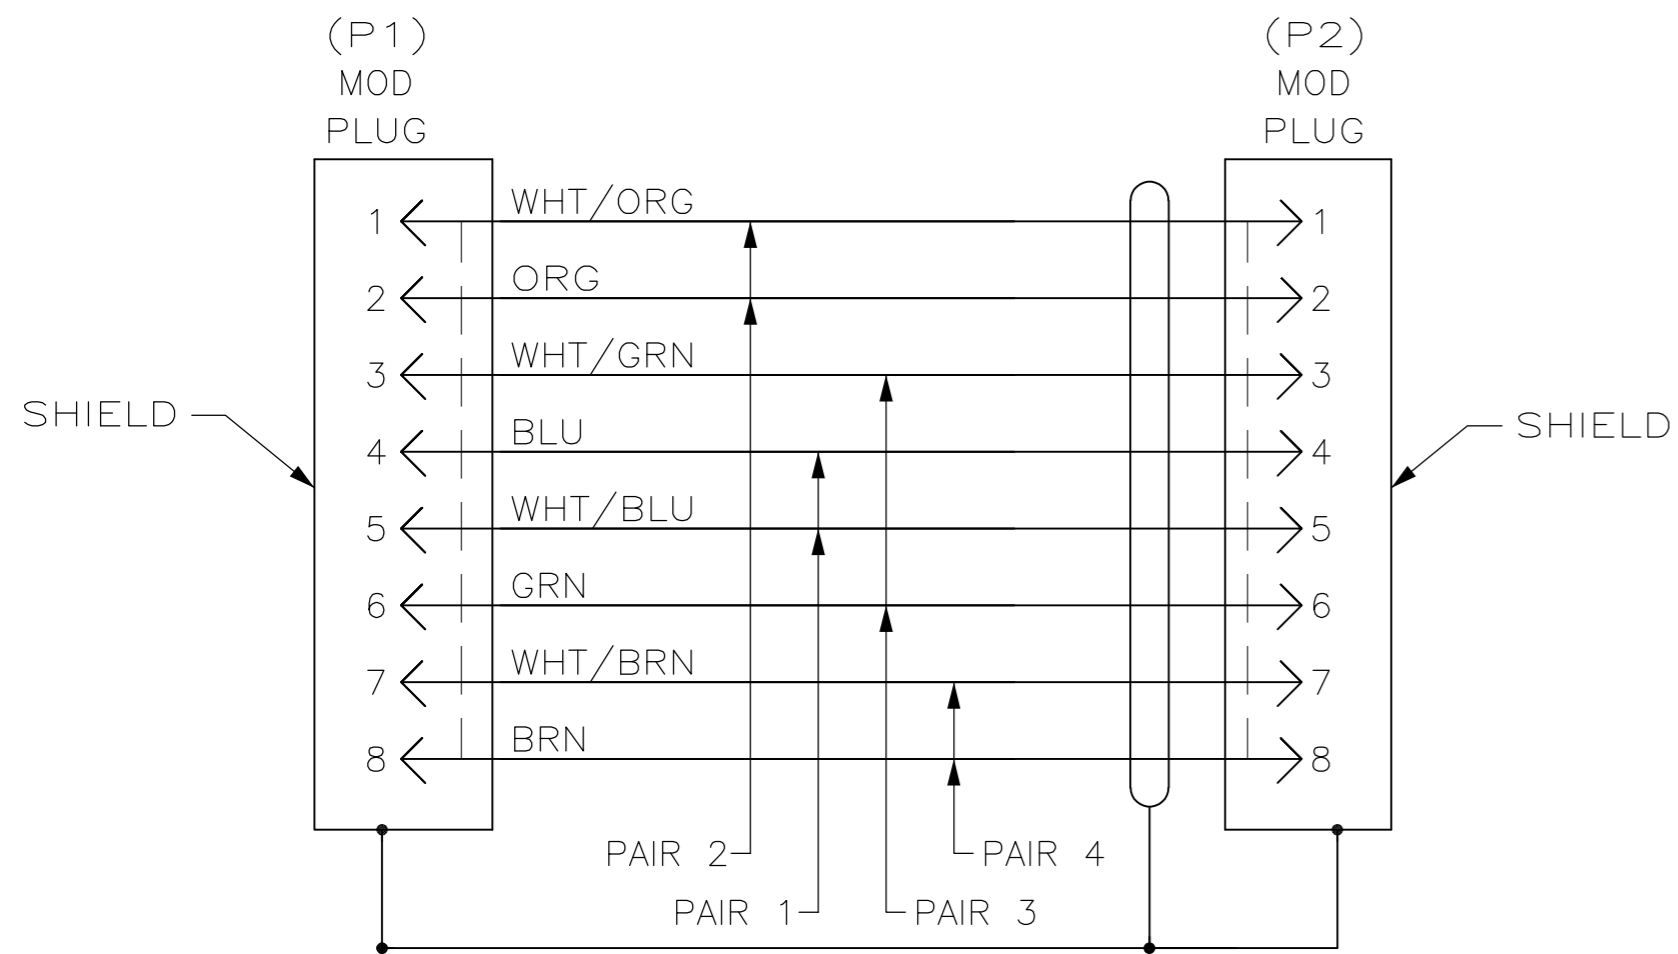 (P1)
MOD
PLUG
(P2)
MOD
PLUG
1 WHT/ORG 1
2 ORG 2
3 WHT/GRN 3
SHIELD
SHIELD
4 BLU 4
5 WHT/BLU 5
6 GRN 6
7 WHT/BRN 7
8 BRN 8
PAIR 2
PAIR 4
PAIR 1
PAIR 3